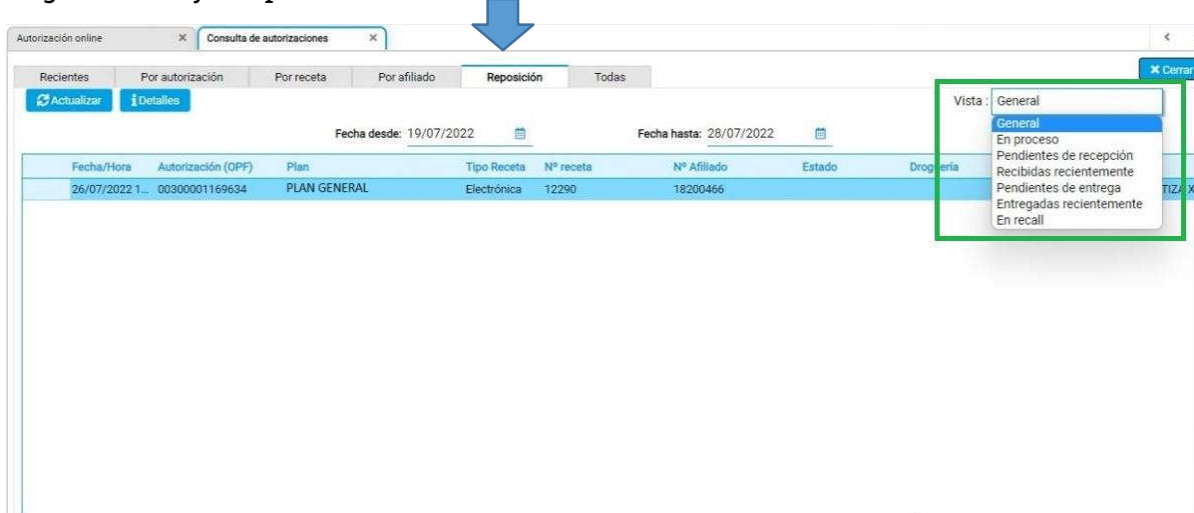 Autorización online × Consulta de autorizaciones × <
Recientes Por autorización Por receta Por afiliado Reposición Todas × Cerrar
Actualizar i Detalles Vista : General
Fecha desde: 19/07/2022 Fecha hasta: 28/07/2022
General
En proceso
Pendientes de recepción
Recibidas recientemente
Pendientes de entrega
Entregadas recientemente
En recall
Fecha/Hora Autorización (OPF) Plan Tipo Receta Nº receta Nº Afiliado Estado Droguería
26/07/2022 1... 00300001169634 PLAN GENERAL Electrónica 12290 18200466 TIZA X